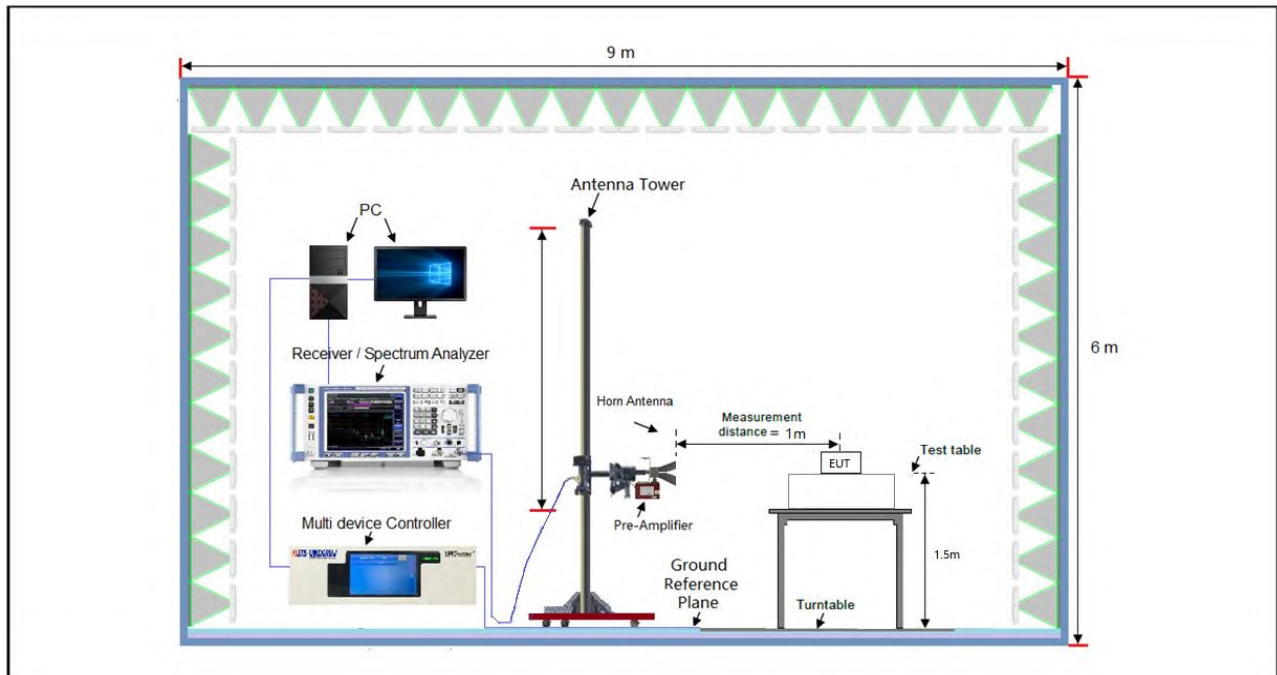 9 m
Antenna Tower
PC
6 m
Receiver / Spectrum Analyzer
Horn Antenna
Measurement
distance = 1m
Test table
EUT
Pre-Amplifier
Multi device Controller
1.5m
Ground
Reference
Plane
Turntable